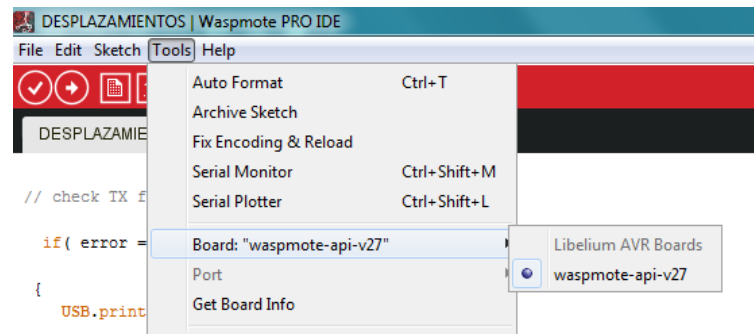 DESPLAZAMIENTOS | Waspmote PRO IDE
File Edit Sketch Tools Help
Auto Format Ctrl+T
Archive Sketch
DESPLAZAMIE
Fix Encoding & Reload
Serial Monitor Ctrl+Shift+M
// check TX f
Serial Plotter Ctrl+Shift+L
if( error =
Board: "waspmote-api-v27"
Libelium AVR Boards
Port
waspmote-api-v27
{
Get Board Info
USB.print